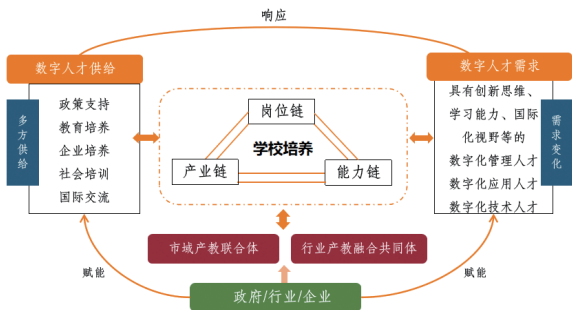 响应
数字人才供给
数字人才需求
多方供给
政策支持
教育培养
企业培养
社会培训
国际交流
岗位链
学校培养
产业链
能力链
具有创新思维、
学习能力、国际
化视野等的
数字化管理人才
数字化应用人才
数字化技术人才
需求变化
市域产教联合体
行业产教融合共同体
赋能
赋能
政府/行业/企业